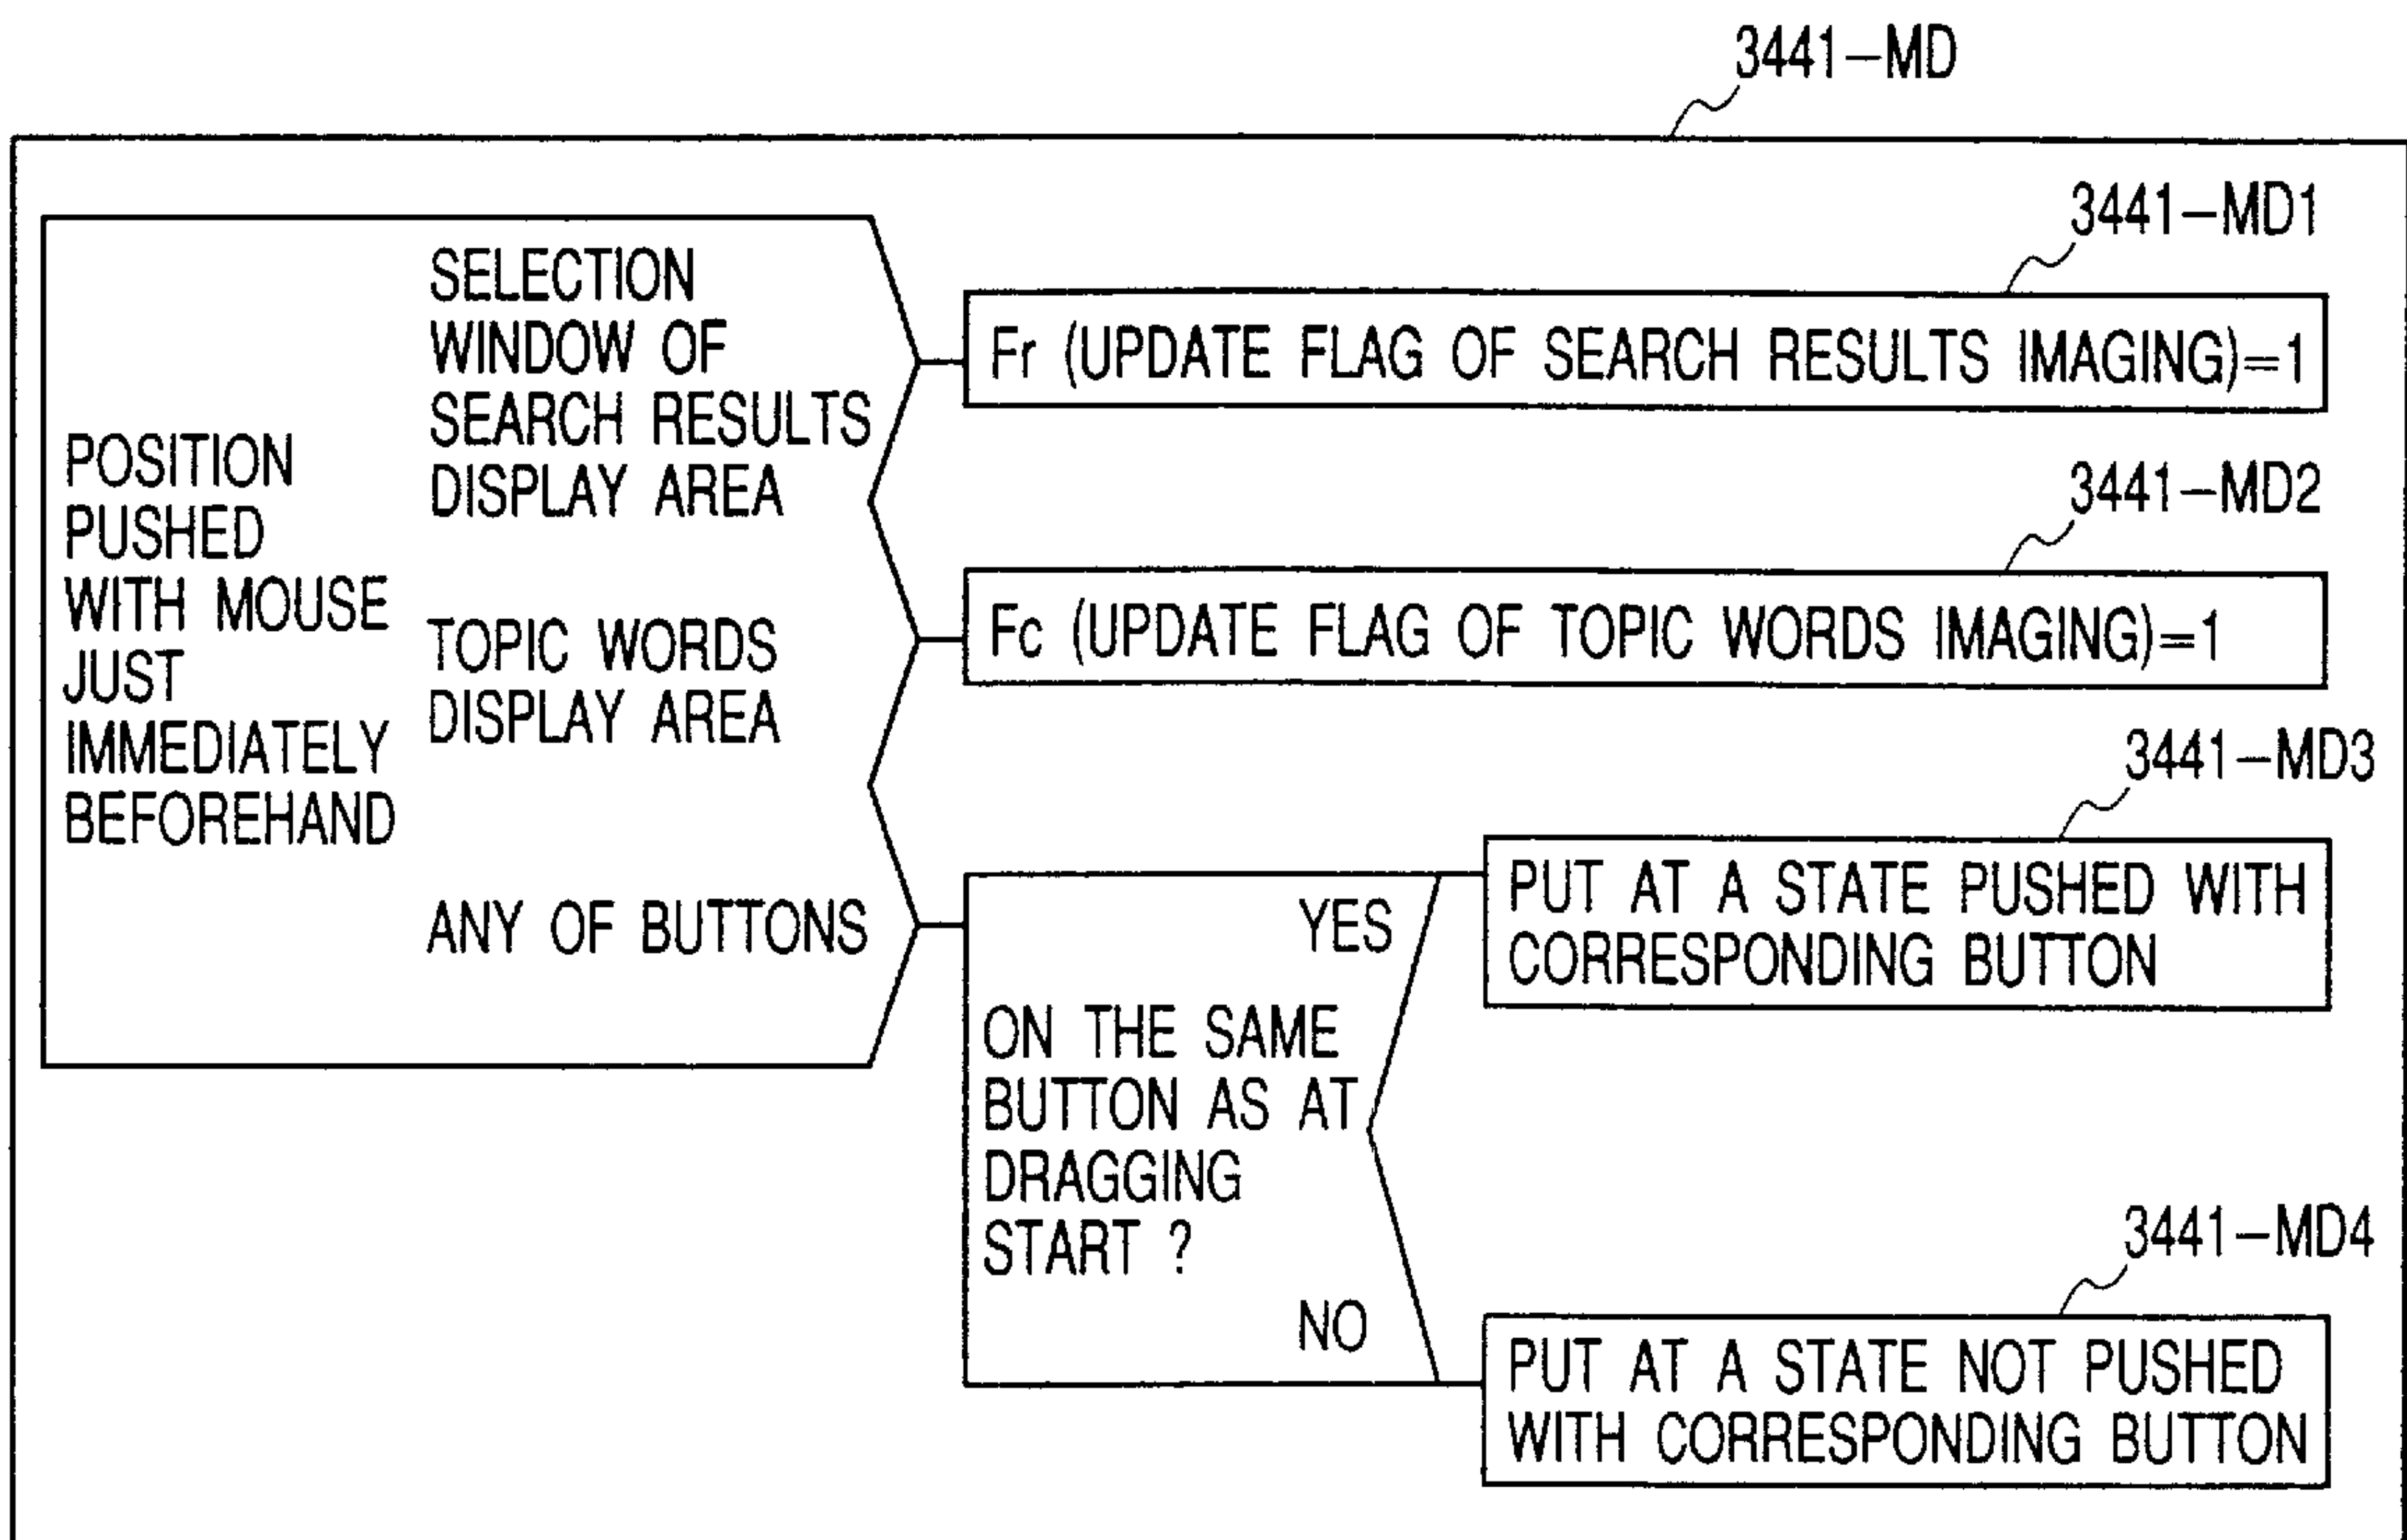 3441-MD
3441-MD1
SELECTION
WINDOW OF
SEARCH RESULTS
DISPLAY AREA
Fr (UPDATE FLAG OF SEARCH RESULTS IMAGING)=1
POSITION
PUSHED
WITH MOUSE
JUST
IMMEDIATELY
BEFOREHAND
3441-MD2
TOPIC WORDS
DISPLAY AREA
Fc (UPDATE FLAG OF TOPIC WORDS IMAGING)=1
3441-MD3
ANY OF BUTTONS
YES
PUT AT A STATE PUSHED WITH
CORRESPONDING BUTTON
ON THE SAME
BUTTON AS AT
DRAGGING
START ?
3441-MD4
NO
PUT AT A STATE NOT PUSHED
WITH CORRESPONDING BUTTON